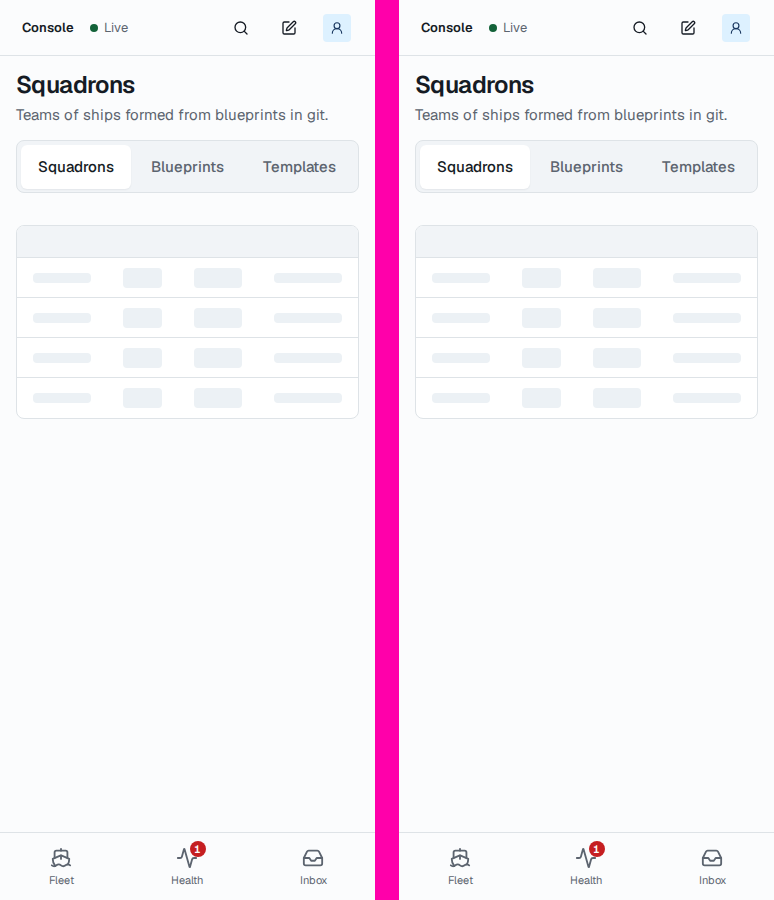 Console Live
Squadrons
Teams of ships formed from blueprints in git.
Squadrons Blueprints Templates
1
Fleet Health Inbox
Console Live
Squadrons
Teams of ships formed from blueprints in git.
Squadrons Blueprints Templates
1
Fleet Health Inbox